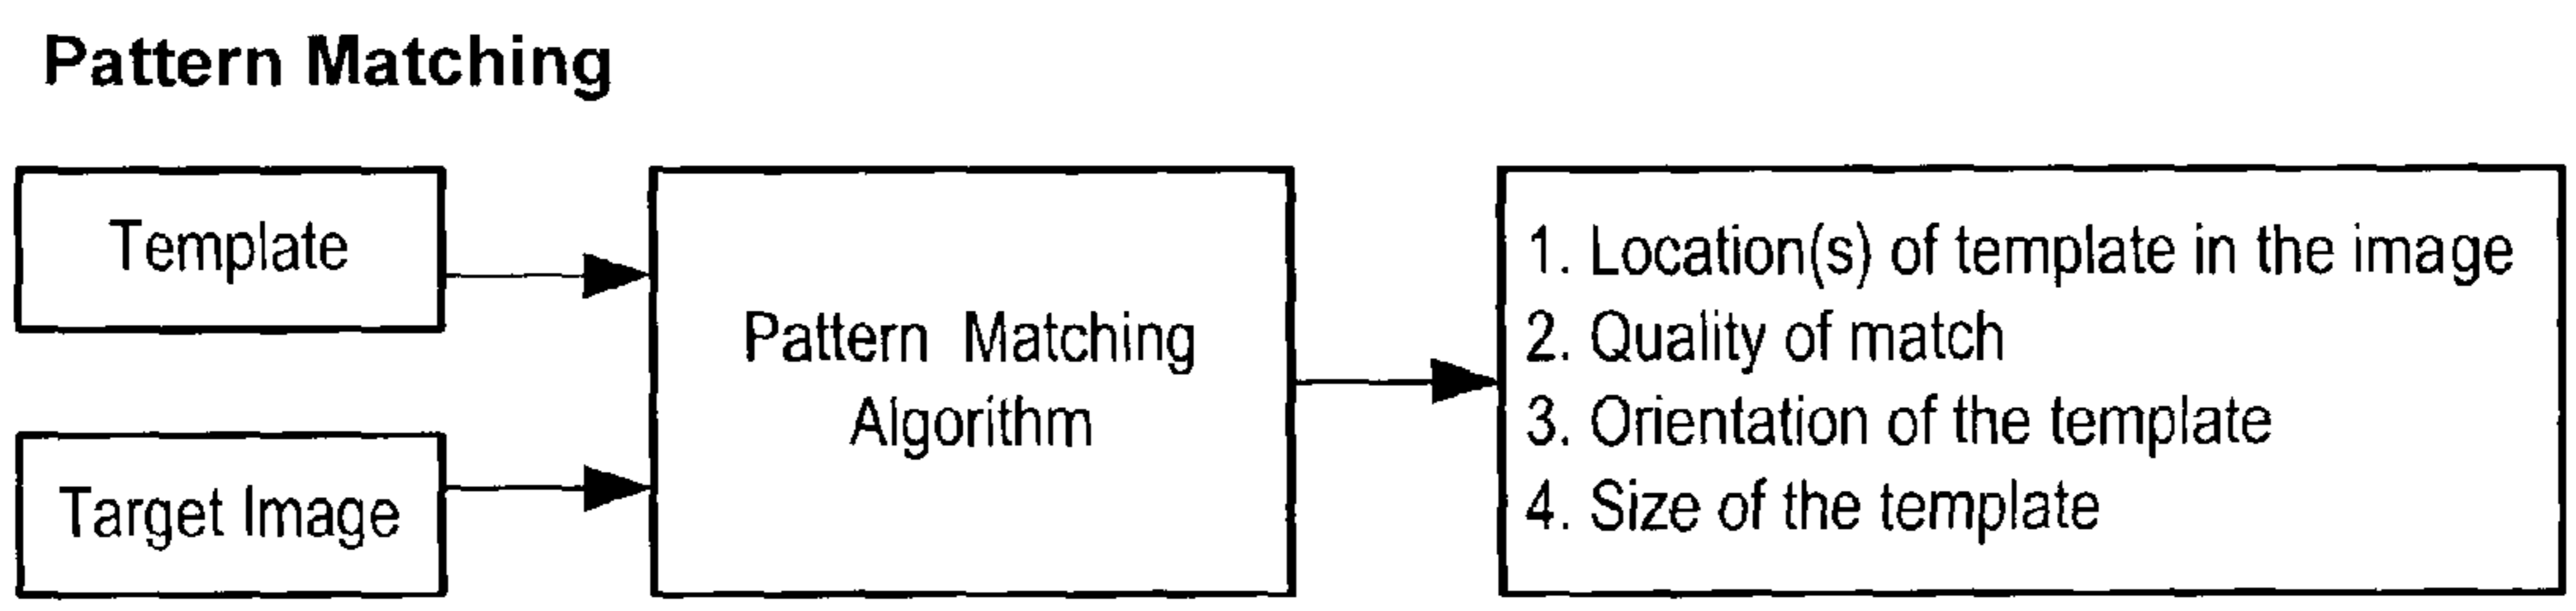 Pattern Matching
Template
Target Image
Pattern Matching
Algorithm
1. Location(s) of template in the image
2. Quality of match
3. Orientation of the template
4. Size of the template